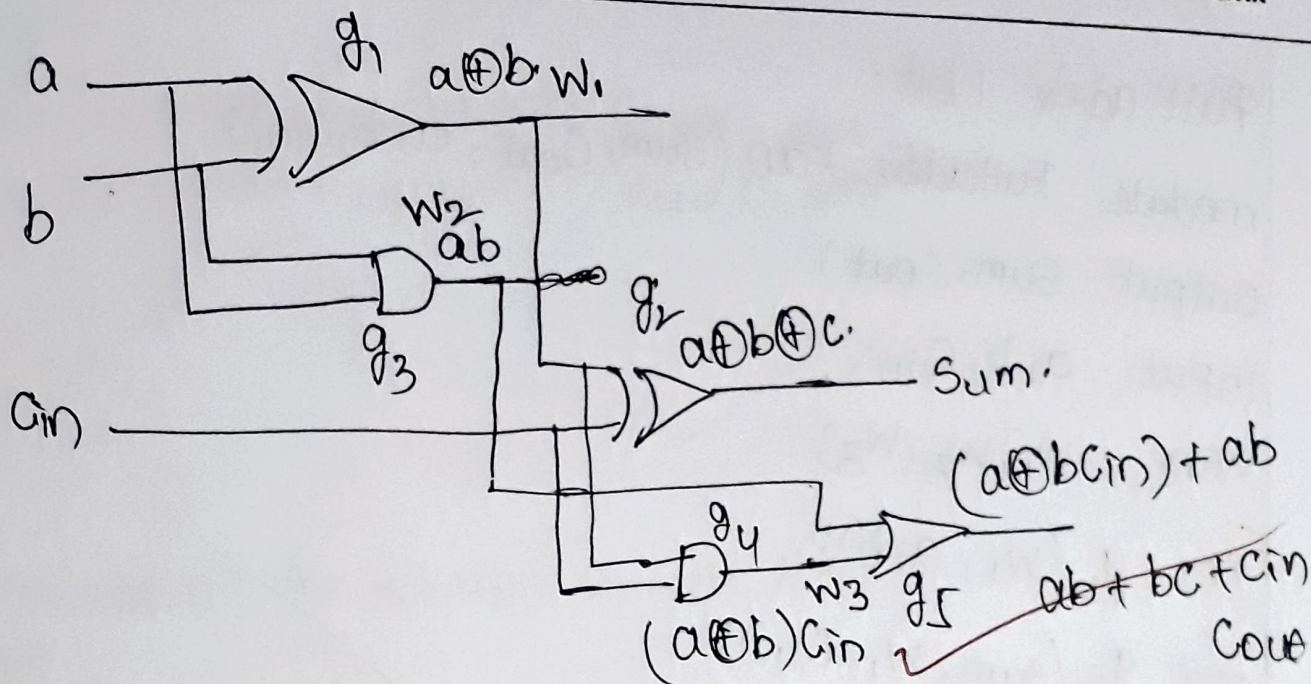 g1
a⊕b W1
a
b
W2
ab
g3
g2
a⊕b⊕c.
Sum.
Cin
(a⊕bCin) + ab
g4
W3
g5
ab + bc + Cin
(a⊕b)Cin
Cout